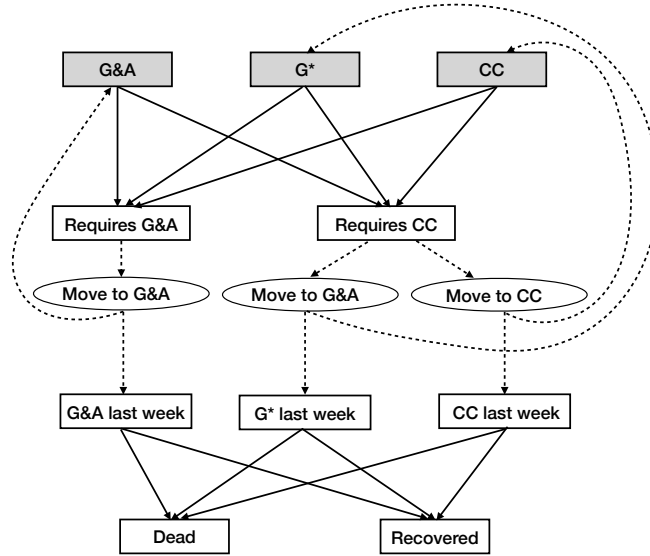 G&A
G*
CC
Requires G&A
Requires CC
Move to G&A
Move to G&A
Move to CC
G&A last week
G* last week
CC last week
Dead
Recovered